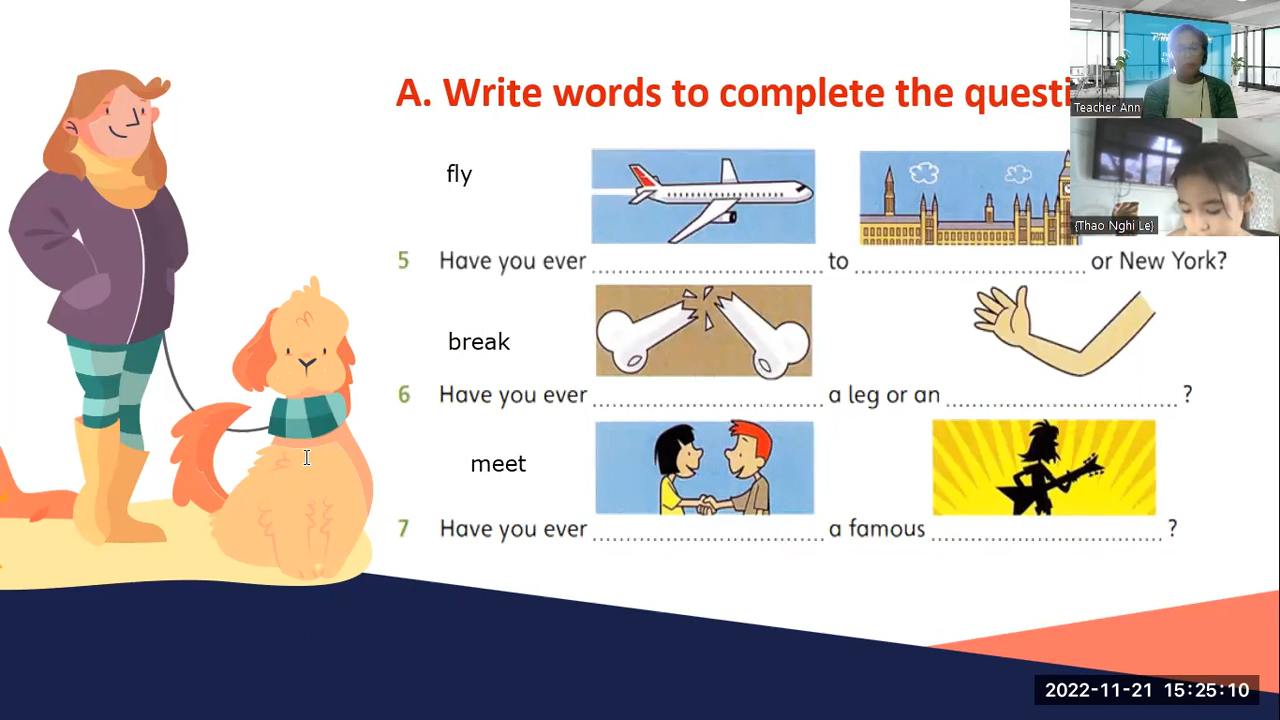 A. Write words to complete the questi
Teacher Ann
fly
{Thao Nghi Le}
5 Have you ever ........................................ to ........................................ or New York?
break
6 Have you ever ........................................ a leg or an ........................................ ?
meet
7 Have you ever ........................................ a famous ........................................ ?
2022-11-21 15:25:10